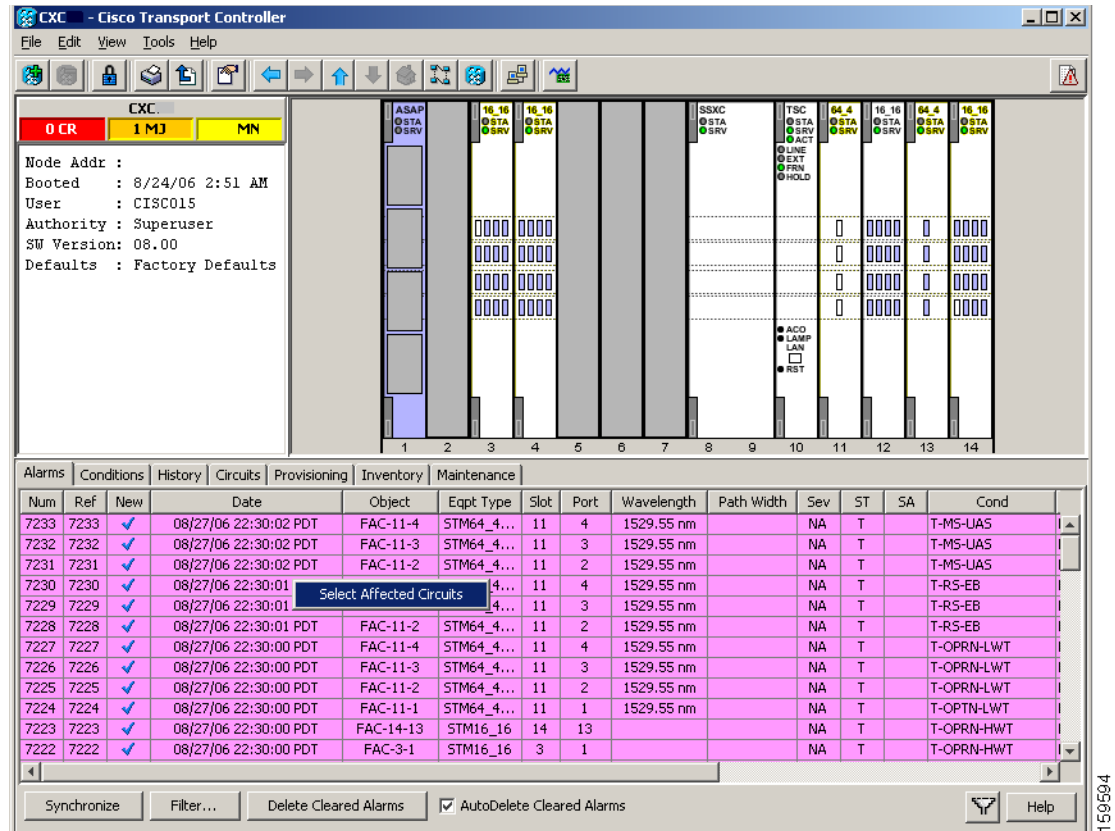 CXC - Cisco Transport Controller
File Edit View Tools Help
CXC.
0 CR 1 MJ MN
Node Addr :
Booted : 8/24/06 2:51 AM
User : CISCO15
Authority : Superuser
SW Version: 08.00
Defaults : Factory Defaults
ASAP 16_16 16_16 SSXC TSC 64_4 16_16 64_4 16_16
STA STA STA STA STA STA STA STA STA
SRV SRV SRV SRV SRV SRV SRV SRV SRV
ACT
LINE
EXT
FRN
HOLD
ACO
LAMP
LAN
RST
1 2 3 4 5 6 7 8 9 10 11 12 13 14
Alarms Conditions History Circuits Provisioning Inventory Maintenance
Num Ref New Date Object Eqpt Type Slot Port Wavelength Path Width Sev ST SA Cond
7233 7233 08/27/06 22:30:02 PDT FAC-11-4 STM64_4... 11 4 1529.55 nm NA T T-MS-UAS
7232 7232 08/27/06 22:30:02 PDT FAC-11-3 STM64_4... 11 3 1529.55 nm NA T T-MS-UAS
7231 7231 08/27/06 22:30:02 PDT FAC-11-2 STM64_4... 11 2 1529.55 nm NA T T-MS-UAS
7230 7230 08/27/06 22:30:01 4... 11 4 1529.55 nm NA T T-RS-EB
Select Affected Circuits
7229 7229 08/27/06 22:30:01 4... 11 3 1529.55 nm NA T T-RS-EB
7228 7228 08/27/06 22:30:01 PDT FAC-11-2 STM64_4... 11 2 1529.55 nm NA T T-RS-EB
7227 7227 08/27/06 22:30:00 PDT FAC-11-4 STM64_4... 11 4 1529.55 nm NA T T-OPRN-LWT
7226 7226 08/27/06 22:30:00 PDT FAC-11-3 STM64_4... 11 3 1529.55 nm NA T T-OPRN-LWT
7225 7225 08/27/06 22:30:00 PDT FAC-11-2 STM64_4... 11 2 1529.55 nm NA T T-OPRN-LWT
7224 7224 08/27/06 22:30:00 PDT FAC-11-1 STM64_4... 11 1 1529.55 nm NA T T-OPTN-LWT
7223 7223 08/27/06 22:30:00 PDT FAC-14-13 STM16_16 14 13 NA T T-OPRN-HWT
7222 7222 08/27/06 22:30:00 PDT FAC-3-1 STM16_16 3 1 NA T T-OPRN-HWT
Synchronize Filter... Delete Cleared Alarms AutoDelete Cleared Alarms Help
159594